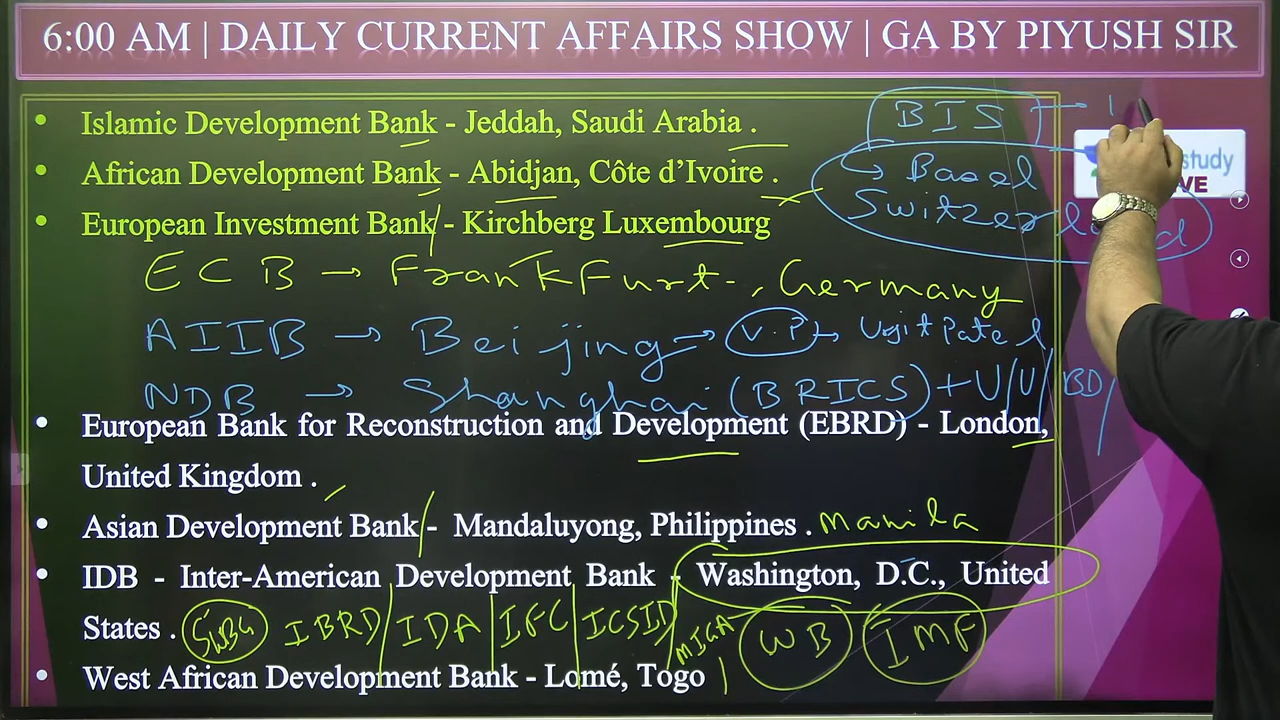 6:00 AM | DAILY CURRENT AFFAIRS SHOW | GA BY PIYUSH SIR
• Islamic Development Bank - Jeddah, Saudi Arabia .
BIS → 1
• African Development Bank - Abidjan, Côte d’Ivoire .
→ Basel
study
VE
Switzerland
• European Investment Bank - Kirchberg Luxembourg
ECB → Frankfurt , Germany
AIIB → Beijing → V.P → Urjit Patel
NDB → Shanghai (BRICS) + U/U/BD/
• European Bank for Reconstruction and Development (EBRD) - London,
United Kingdom .
• Asian Development Bank - Mandaluyong, Philippines . Manila
• IDB - Inter-American Development Bank - Washington, D.C., United
States . IBRD/ IDA | IFC | ICSID/ MIGA WB IMF
• West African Development Bank - Lomé, Togo